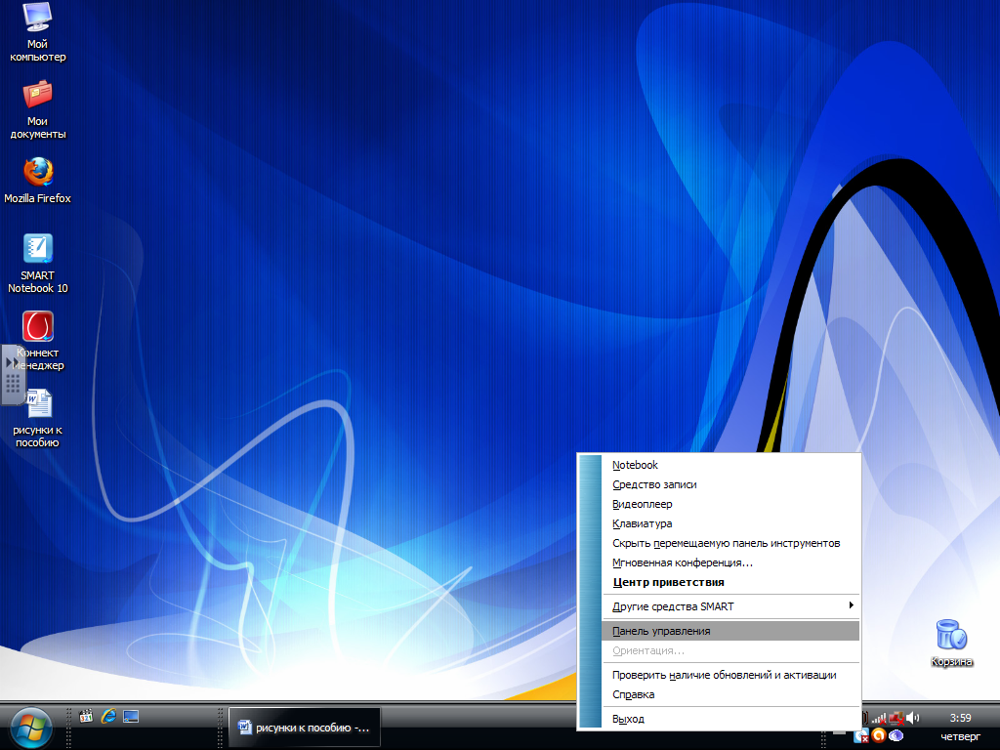 Мой
компьютер
Мои
документы
Mozilla Firefox
SMART
Notebook 10
Коннект
Менеджер
рисунки к
пособию
Notebook
Средство записи
Видеоплеер
Клавиатура
Скрыть перемещаемую панель инструментов
Мгновенная конференция...
Центр приветствия
Другие средства SMART
Панель управления
Ориентация...
Проверить наличие обновлений и активации
Справка
Выход
Корзина
рисунки к пособию -...
3:59
четверг